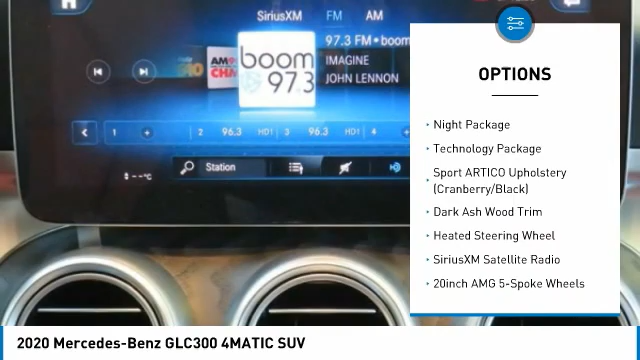 SiriusXM FM AM
97.3 FM • boom
boom
97.3
IMAGINE
JOHN LENNON
1 2 96.3 HD1 3 96.3 HD1 4
Station
OPTIONS
Night Package
Technology Package
Sport ARTICO Upholstery
(Cranberry/Black)
Dark Ash Wood Trim
Heated Steering Wheel
SiriusXM Satellite Radio
20inch AMG 5-Spoke Wheels
2020 Mercedes-Benz GLC300 4MATIC SUV